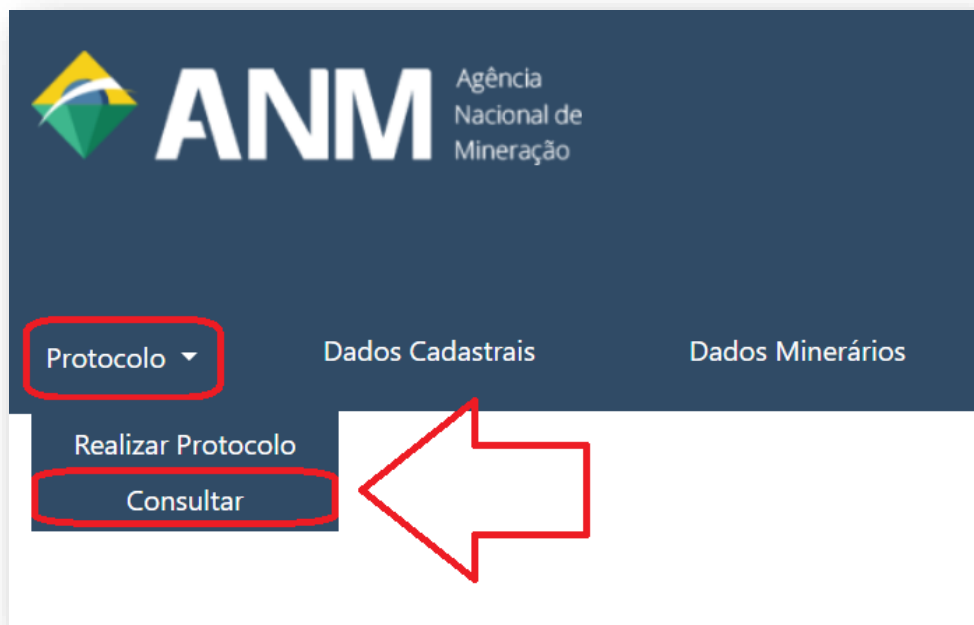 ANM
Agência
Nacional de
Mineração
Protocolo
Dados Cadastrais
Dados Minerários
Realizar Protocolo
Consultar